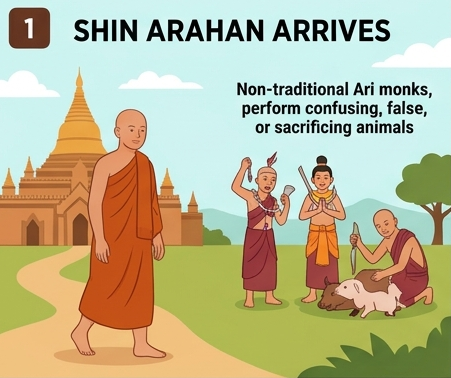 1
SHIN ARAHAN ARRIVES
Non-traditional Ari monks,
perform confusing, false,
or sacrificing animals